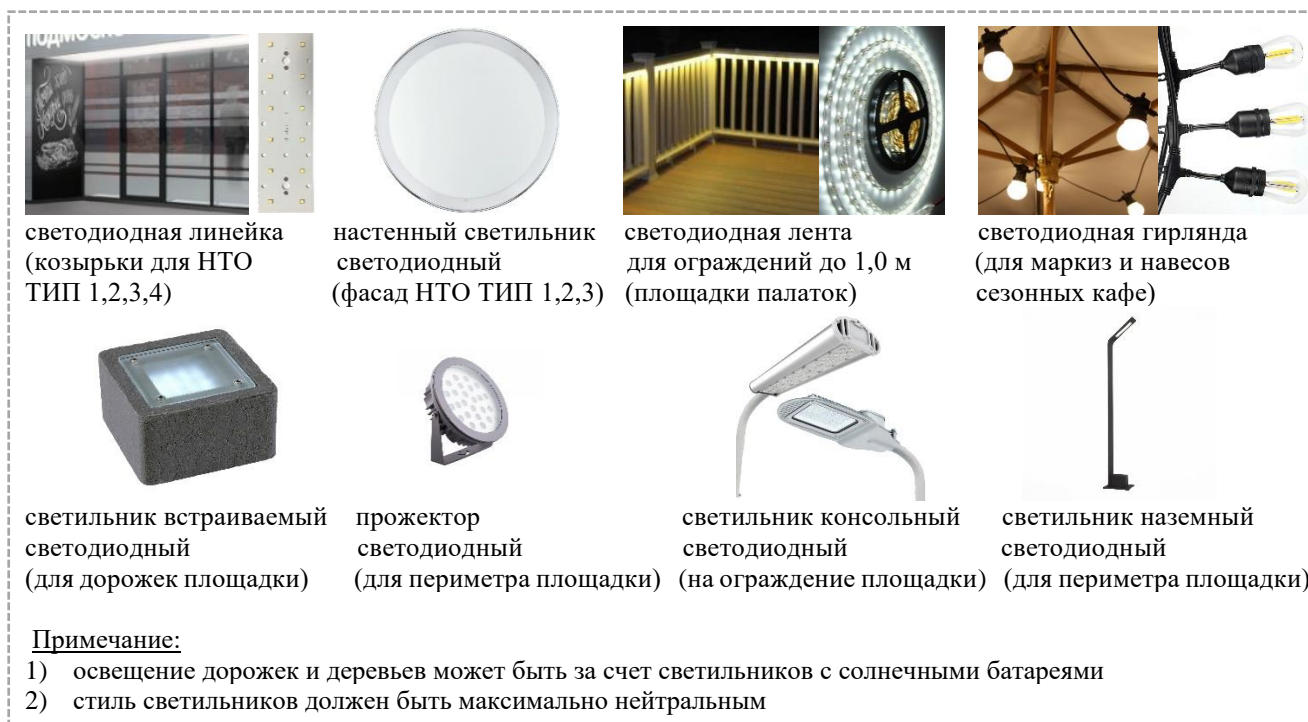 ПОДМОСКО
светодиодная линейка
(козырьки для НТО
ТИП 1,2,3,4)
настенный светильник
светодиодный
(фасад НТО ТИП 1,2,3)
светодиодная лента
для ограждений до 1,0 м
(площадки палаток)
светодиодная гирлянда
(для маркиз и навесов
сезонных кафе)
светильник встраиваемый
светодиодный
(для дорожек площадки)
прожектор
светодиодный
(для периметра площадки)
светильник консольный
светодиодный
(на ограждение площадки)
светильник наземный
светодиодный
(для периметра площадки)
Примечание:
1) освещение дорожек и деревьев может быть за счет светильников с солнечными батареями
2) стиль светильников должен быть максимально нейтральным